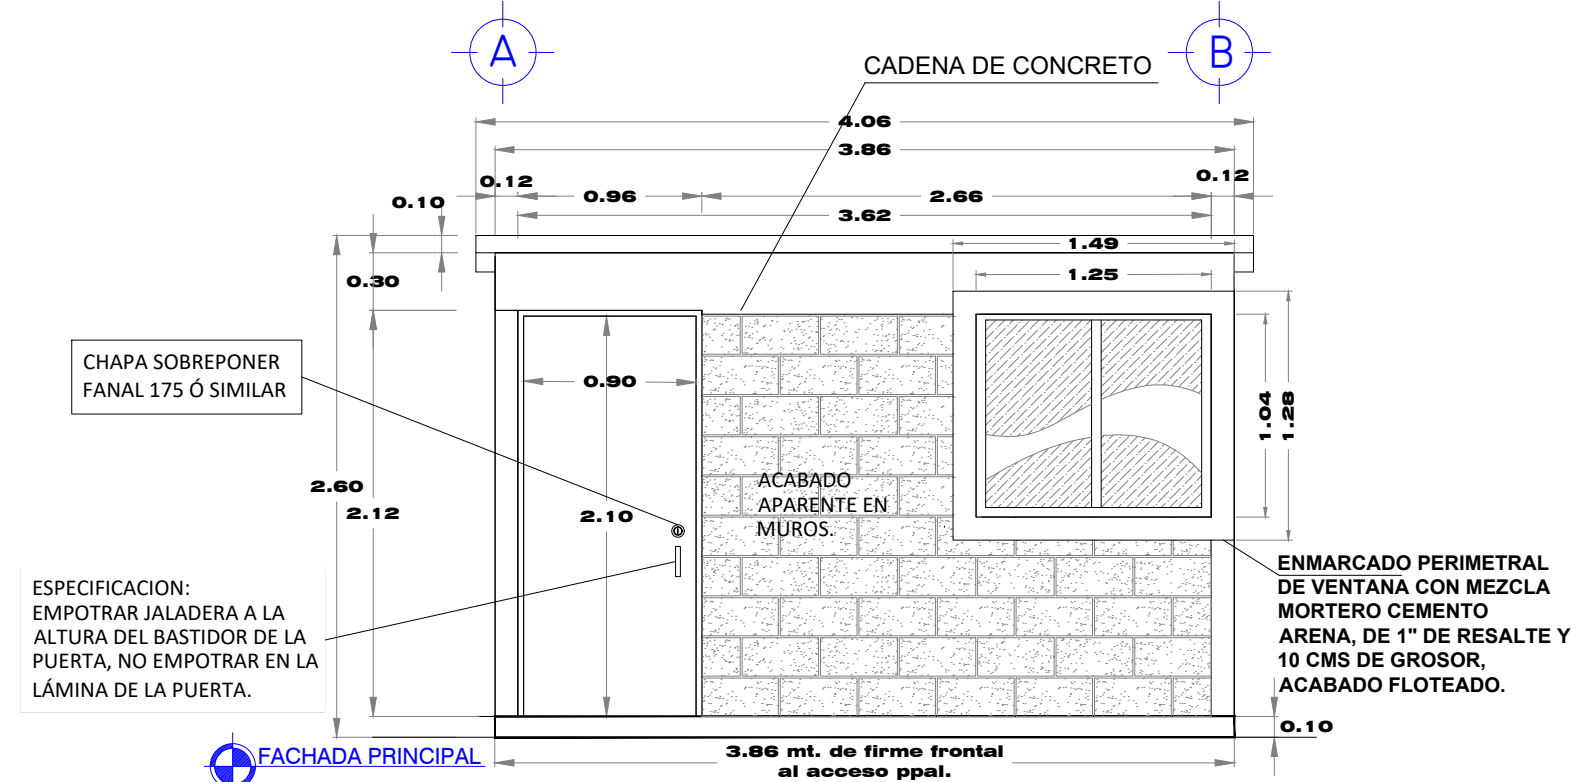 A
B
CADENA DE CONCRETO
4.06
3.86
0.12
0.12
0.96
2.66
0.10
3.62
1.49
1.25
0.30
CHAPA SOBREPONER
FANAL 175 Ó SIMILAR
0.90
1.04
1.28
ACABADO
APARENTE EN
MUROS.
2.60
2.12
2.10
ESPECIFICACION:
EMPOTRAR JALADERA A LA
ALTURA DEL BASTIDOR DE LA
PUERTA, NO EMPOTRAR EN LA
LÁMINA DE LA PUERTA.
ENMARCADO PERIMETRAL
DE VENTANA CON MEZCLA
MORTERO CEMENTO
ARENA, DE 1" DE RESALTE Y
10 CMS DE GROSOR,
ACABADO FLOTEADO.
0.10
FACHADA PRINCIPAL
3.86 mt. de firme frontal
al acceso ppal.